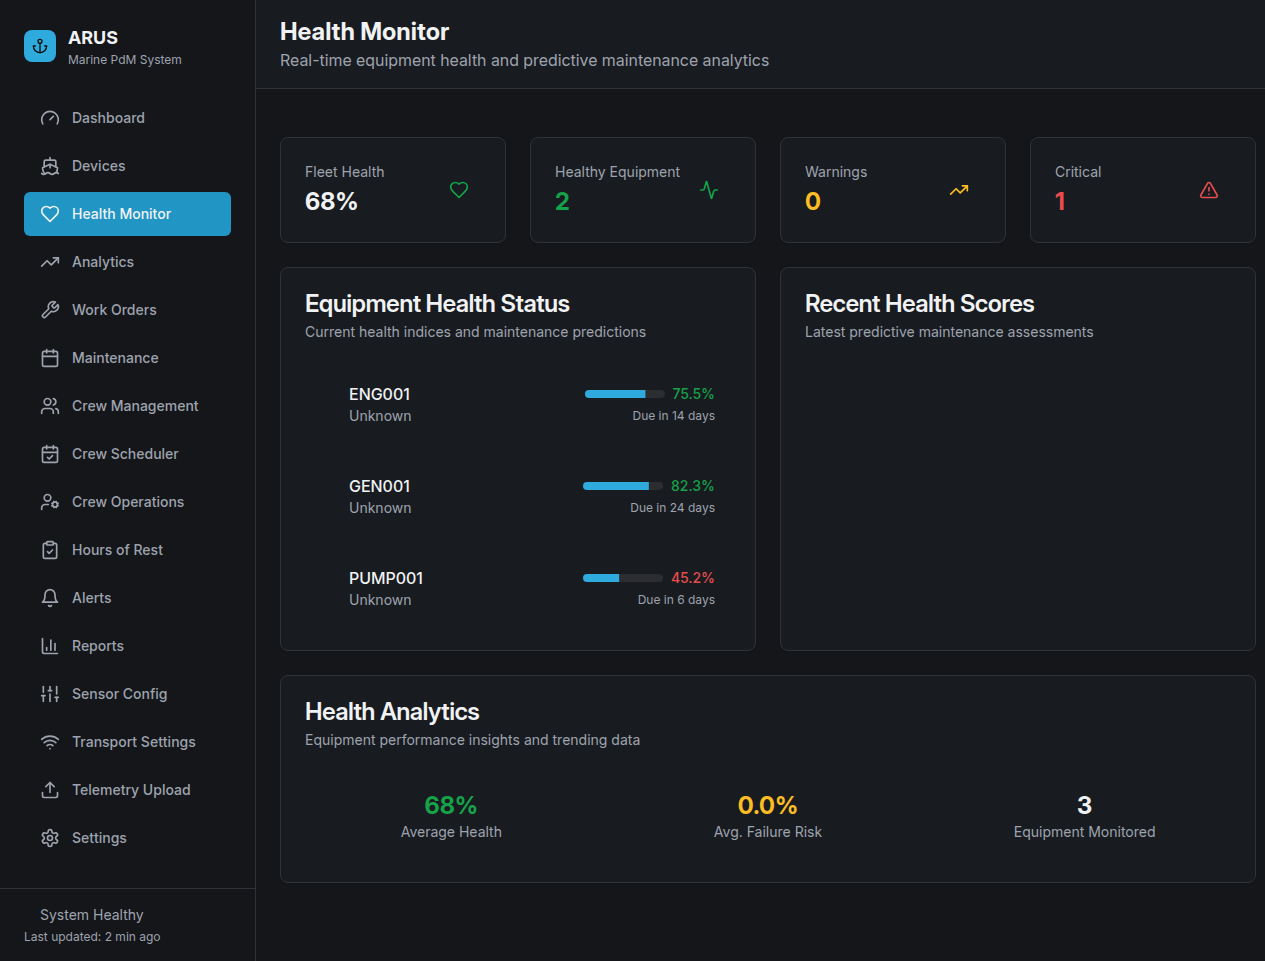 ARUS
Marine PdM System
Dashboard
Devices
Health Monitor
Analytics
Work Orders
Maintenance
Crew Management
Crew Scheduler
Crew Operations
Hours of Rest
Alerts
Reports
Sensor Config
Transport Settings
Telemetry Upload
Settings
System Healthy
Last updated: 2 min ago
Health Monitor
Real-time equipment health and predictive maintenance analytics
Fleet Health
68%
Healthy Equipment
2
Warnings
0
Critical
1
Equipment Health Status
Current health indices and maintenance predictions
ENG001 75.5%
Unknown Due in 14 days
GEN001 82.3%
Unknown Due in 24 days
PUMP001 45.2%
Unknown Due in 6 days
Recent Health Scores
Latest predictive maintenance assessments
Health Analytics
Equipment performance insights and trending data
68%
Average Health
0.0%
Avg. Failure Risk
3
Equipment Monitored